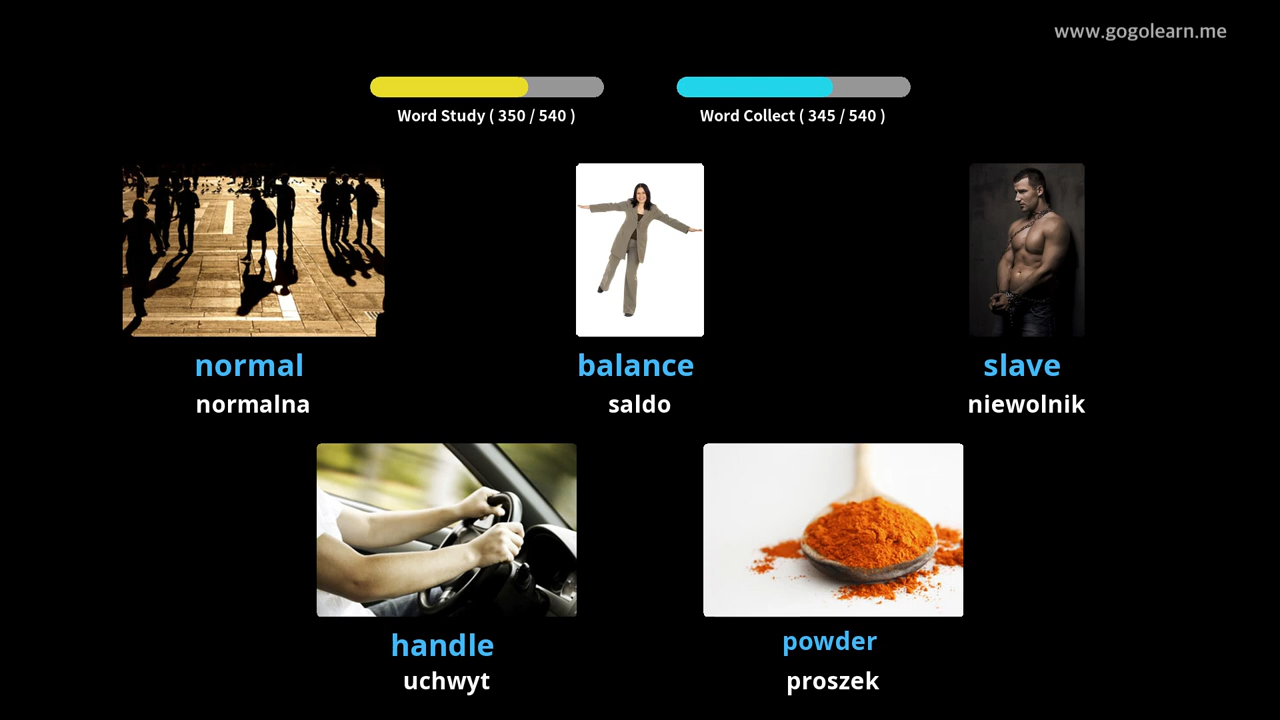 www.gogolearn.me
Word Study ( 350 / 540 )
Word Collect ( 345 / 540 )
normal
normalna
balance
saldo
slave
niewolnik
handle
uchwyt
powder
proszek